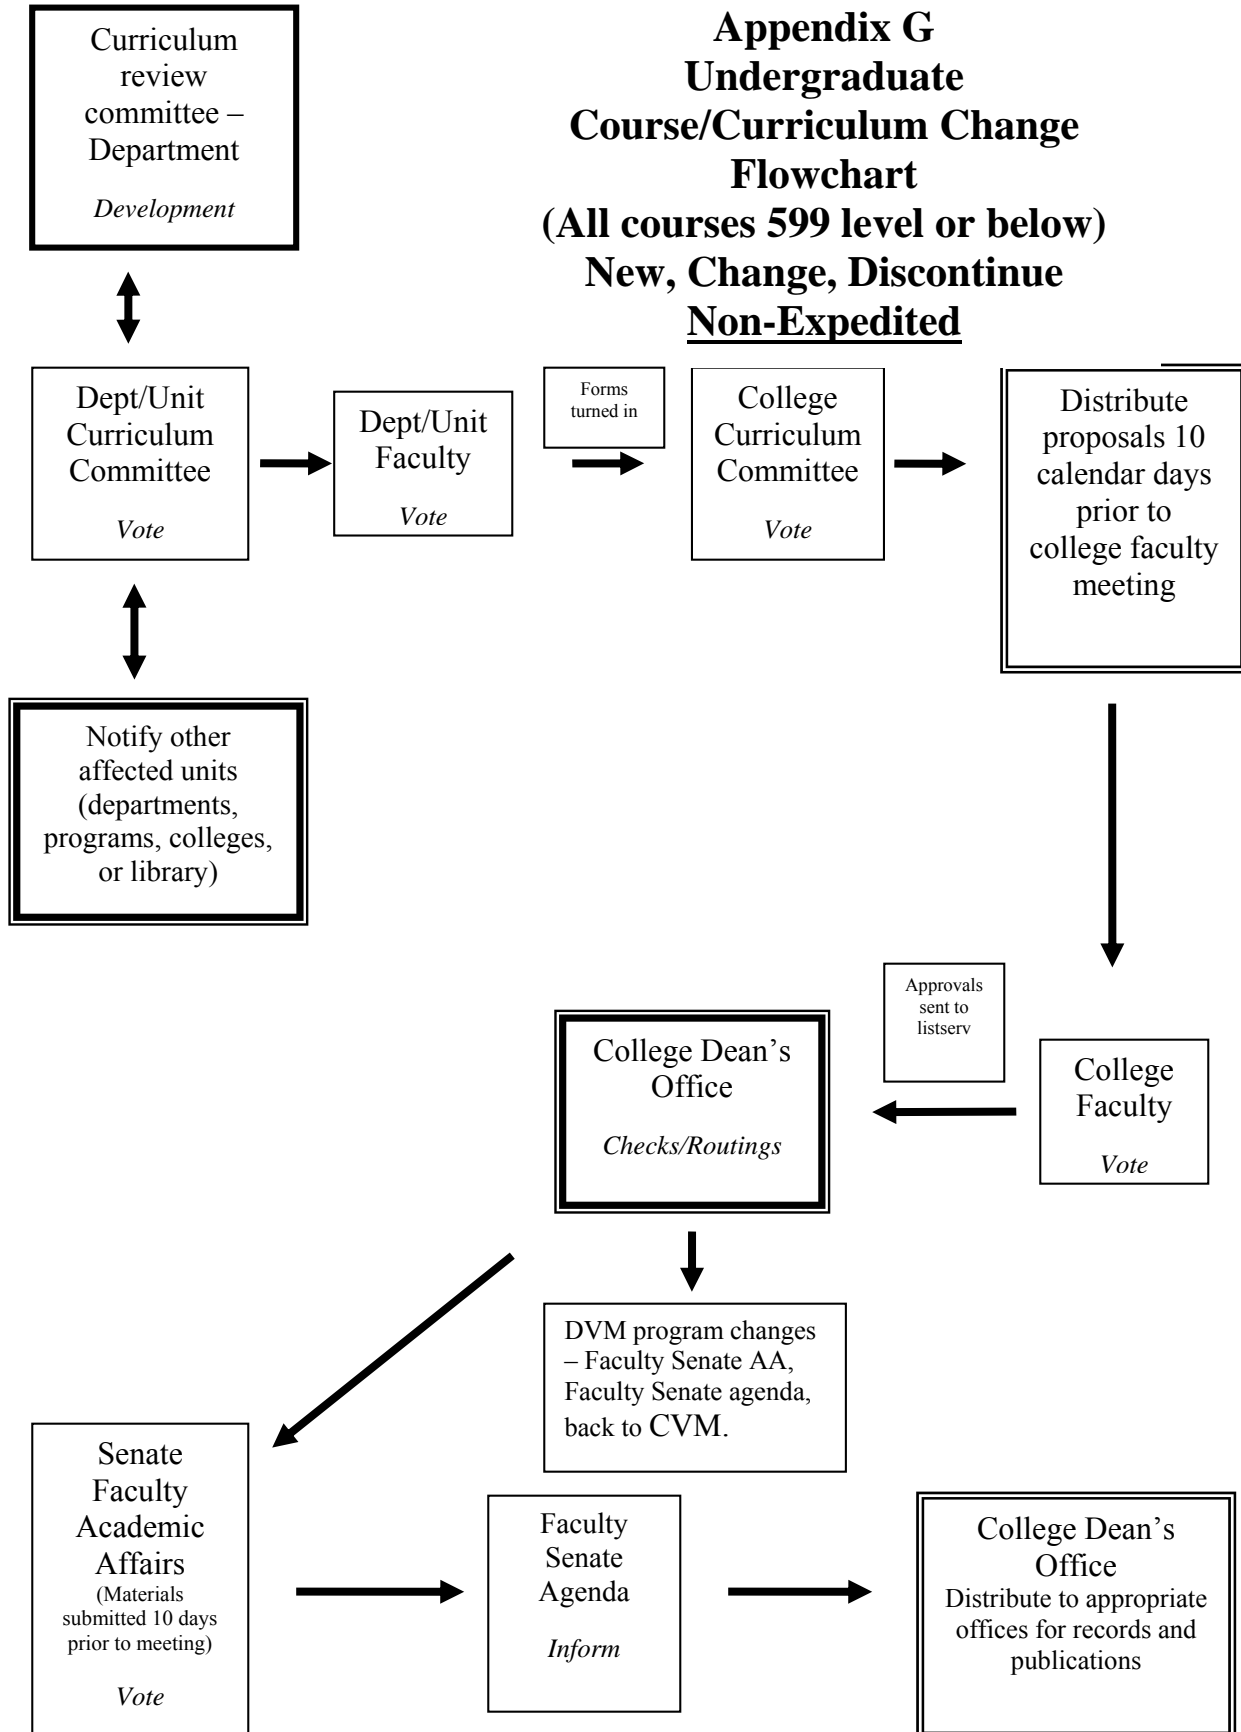 Appendix G
Undergraduate
Course/Curriculum Change
Flowchart
(All courses 599 level or below)
New, Change, Discontinue
Non-Expedited
Curriculum
review
committee –
Department
Development
Dept/Unit
Curriculum
Committee
Vote
Dept/Unit
Faculty
Vote
Forms
turned in
College
Curriculum
Committee
Vote
Distribute
proposals 10
calendar days
prior to
college faculty
meeting
Notify other
affected units
(departments,
programs, colleges,
or library)
Approvals
sent to
listserv
College
Faculty
Vote
College Dean’s
Office
Checks/Routings
DVM program changes
– Faculty Senate AA,
Faculty Senate agenda,
back to CVM.
Senate
Faculty
Academic
Affairs
(Materials
submitted 10 days
prior to meeting)
Vote
Faculty
Senate
Agenda
Inform
College Dean’s
Office
Distribute to appropriate
offices for records and
publications